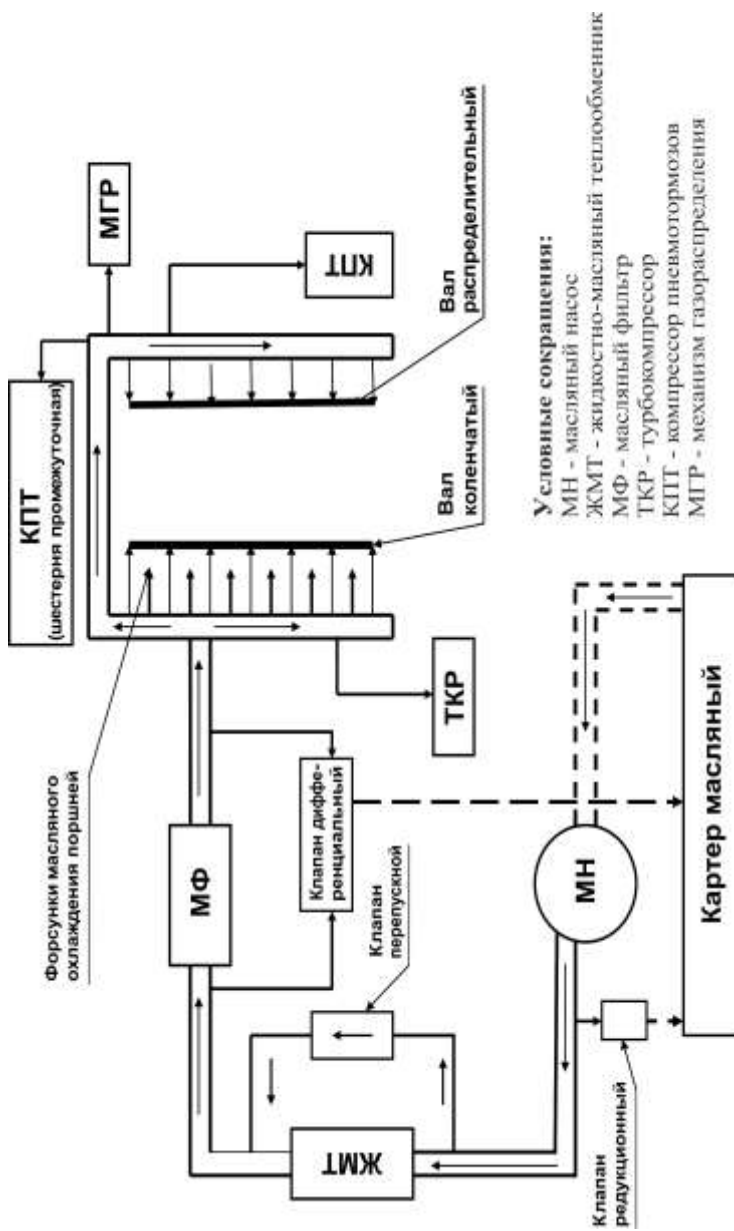 КПТ
(шестерня промежуточная)
МГР
КПТ
Форсунки масляного
охлаждения поршней
МФ
Клапан диффе-
ренциальный
ТКР
Вал
коленчатый
Вал
распределительный
Клапан
перепускной
ЖМТ
МН
Клапан
редукционный
Картер масляный
Условные сокращения:
МН - масляный насос
ЖМТ - жидкостно-масляный теплообменник
МФ - масляный фильтр
ТКР - турбокомпрессор
КПТ - компрессор пневмотормозов
МГР - механизм газораспределения